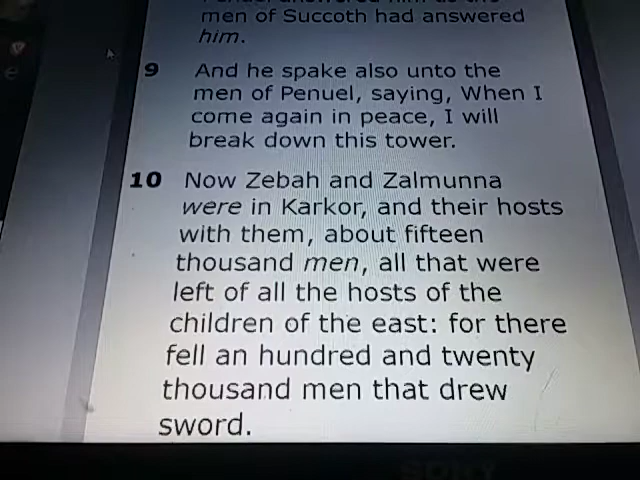 men of Succoth had answered
him.
9 And he spake also unto the
men of Penuel, saying, When I
come again in peace, I will
break down this tower.
10 Now Zebah and Zalmunna
were in Karkor, and their hosts
with them, about fifteen
thousand men, all that were
left of all the hosts of the
children of the east: for there
fell an hundred and twenty
thousand men that drew
sword.
SONY